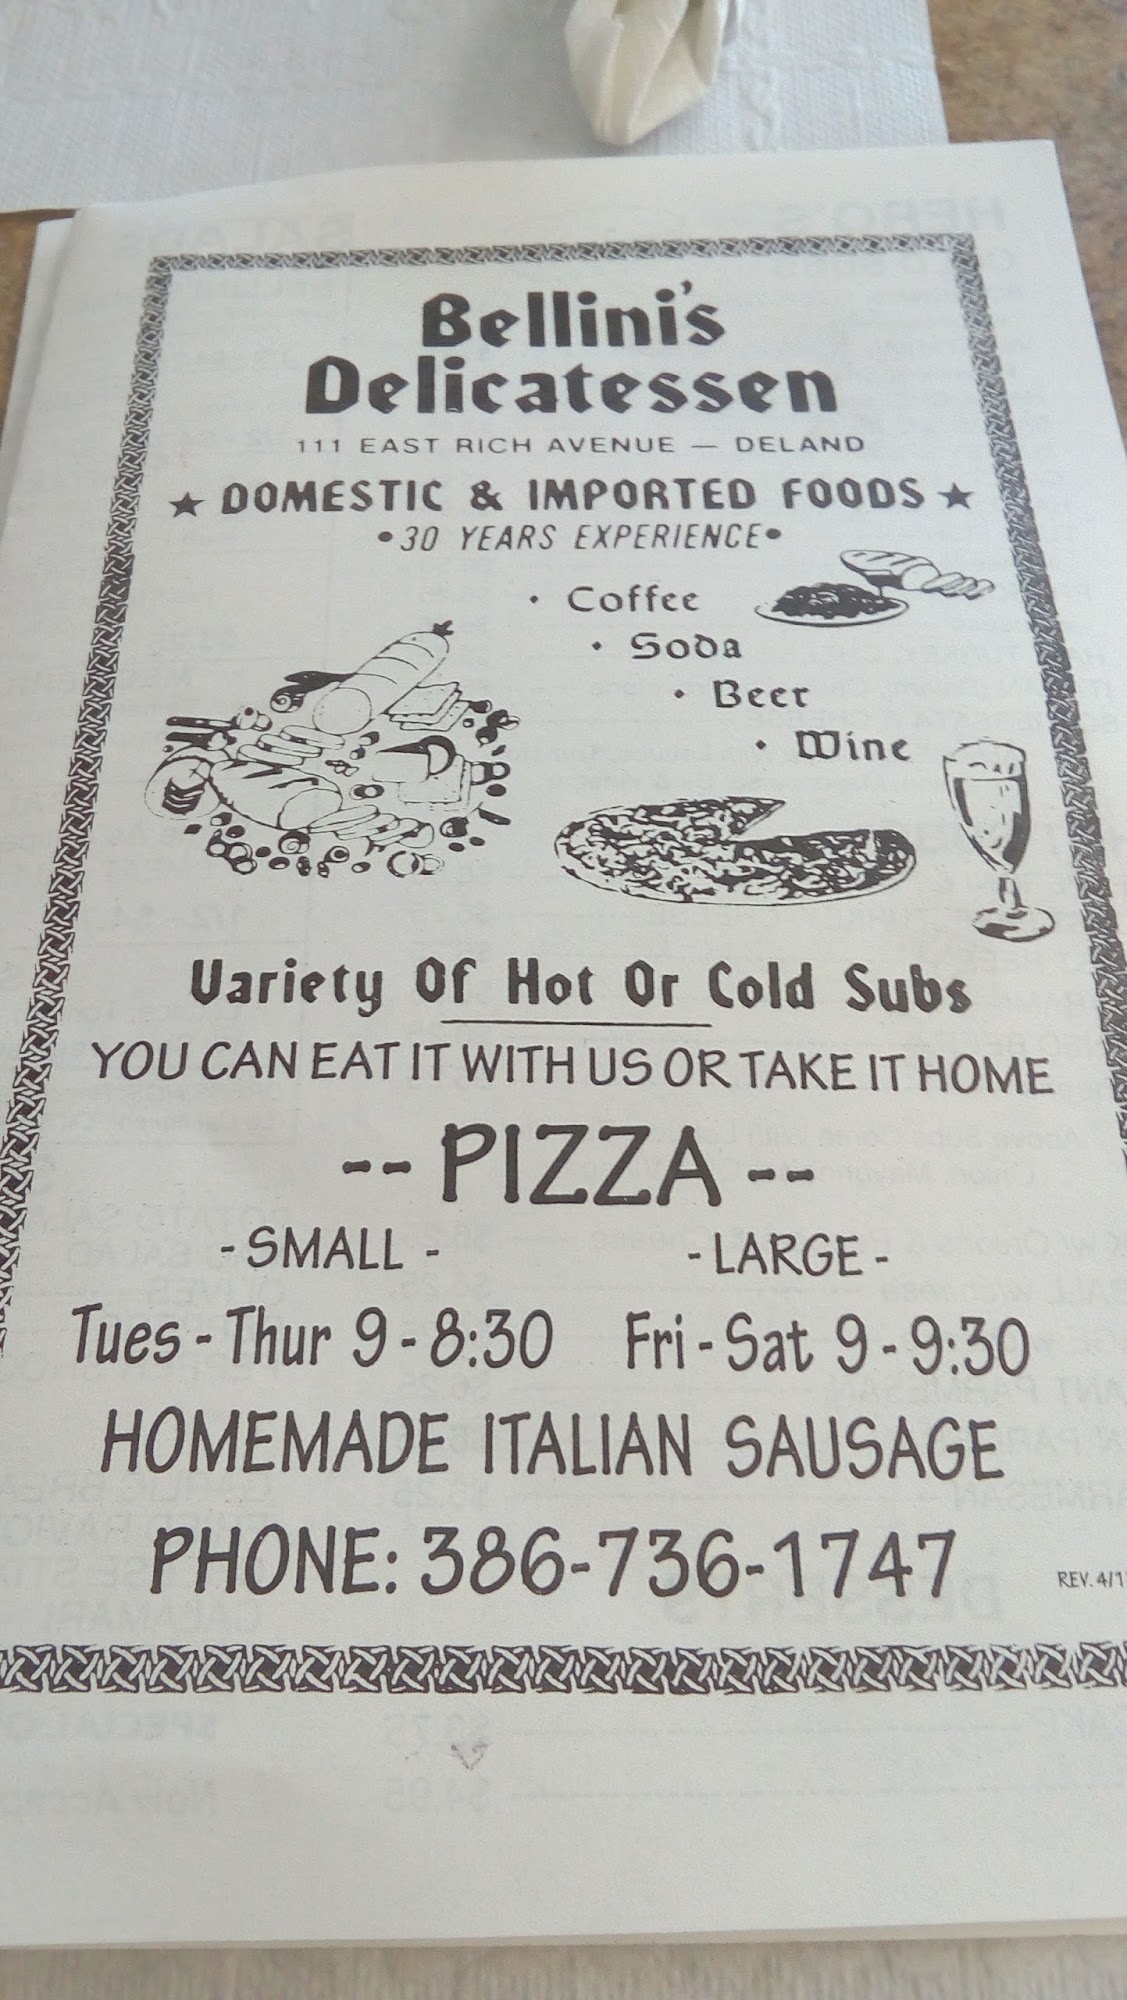 Bellini's
Delicatessen
111 EAST RICH AVENUE — DELAND
★ DOMESTIC & IMPORTED FOODS ★
•30 YEARS EXPERIENCE•
• Coffee
• Soda
• Beer
• Wine
Variety Of Hot Or Cold Subs
YOU CAN EAT IT WITH US OR TAKE IT HOME
-- PIZZA --
- SMALL - - LARGE -
Tues - Thur 9 - 8:30 Fri - Sat 9 - 9:30
HOMEMADE ITALIAN SAUSAGE
PHONE: 386-736-1747
REV.